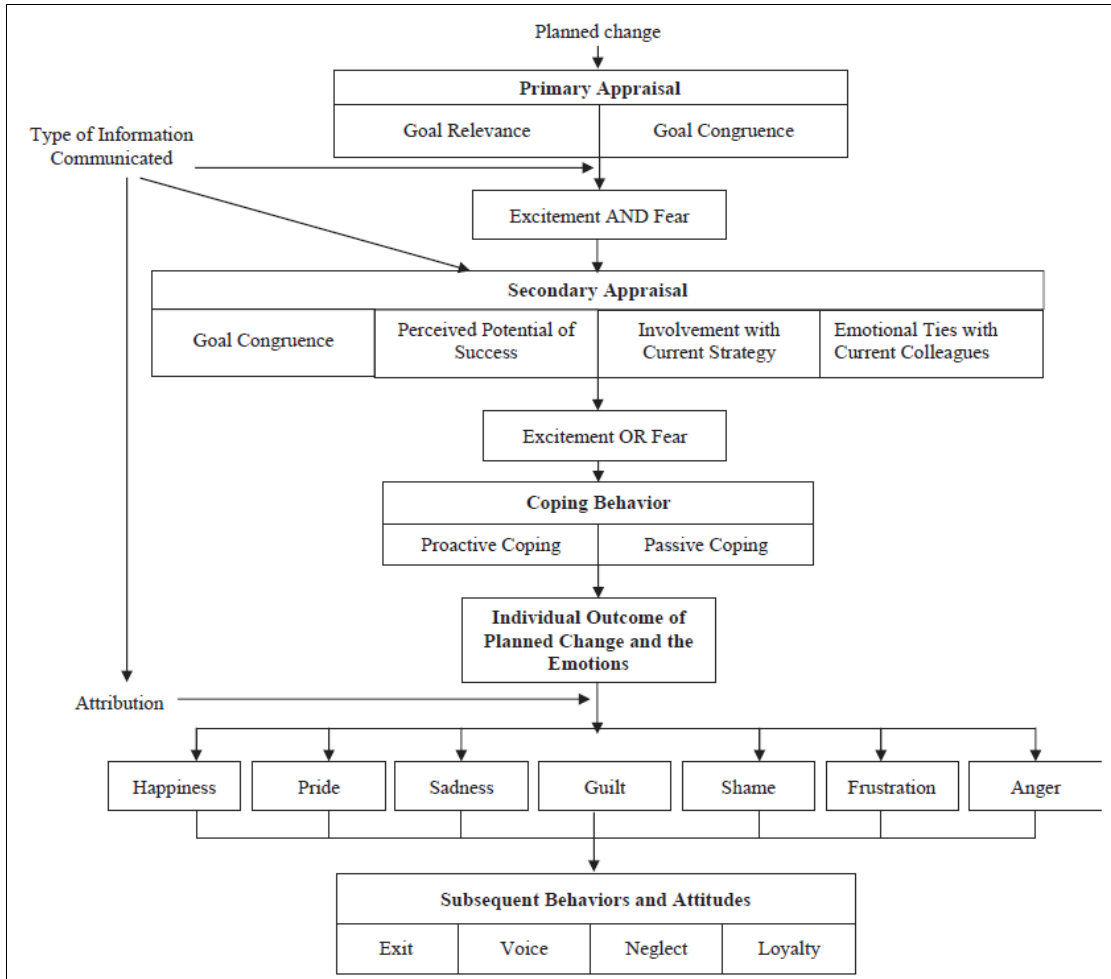 Planned change
Primary Appraisal
Goal Relevance
Goal Congruence
Type of Information
Communicated
Excitement AND Fear
Secondary Appraisal
Goal Congruence
Perceived Potential of
Success
Involvement with
Current Strategy
Emotional Ties with
Current Colleagues
Excitement OR Fear
Coping Behavior
Proactive Coping
Passive Coping
Individual Outcome of
Planned Change and the
Emotions
Attribution
Happiness
Pride
Sadness
Guilt
Shame
Frustration
Anger
Subsequent Behaviors and Attitudes
Exit
Voice
Neglect
Loyalty